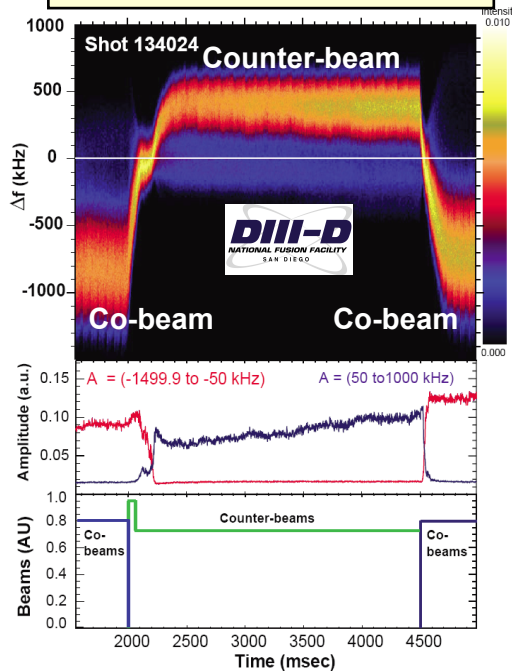 Intensit
0.010
1000
Shot 134024
Counter-beam
500
0
Δf (kHz)
-500
DIII-D
NATIONAL FUSION FACILITY
SAN DIEGO
-1000
Co-beam
Co-beam
0.000
0.15
A = (-1499.9 to -50 kHz)
A = (50 to1000 kHz)
0.10
Amplitude (a.u.)
0.05
1.0
Counter-beams
0.8
Co-
beams
Co-
beams
0.6
Beams (AU)
0.4
0.2
0.0
2000 2500 3000 3500 4000 4500
Time (msec)